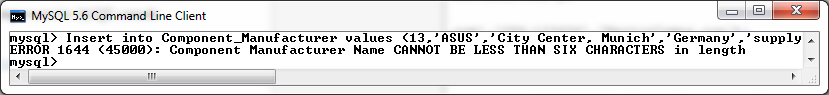 MySQL 5.6 Command Line Client
mysql> Insert into Component_Manufacturer values (13,'ASUS','City Center, Munich','Germany','supply
ERROR 1644 (45000): Component Manufacturer Name CANNOT BE LESS THAN SIX CHARACTERS in length
mysql>